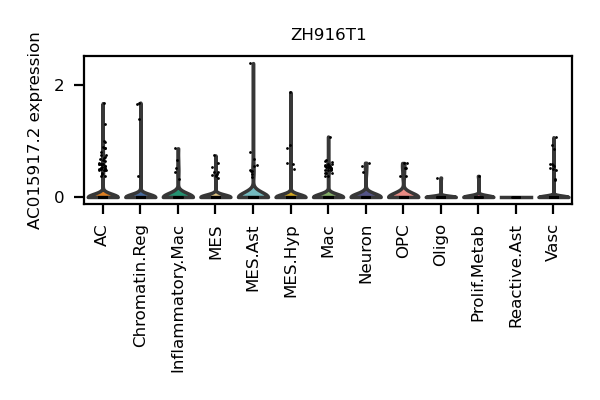 ZH916T1
AC015917.2 expression
2
0
AC
Chromatin.Reg
Inflammatory.Mac
MES
MES.Ast
MES.Hyp
Mac
Neuron
OPC
Oligo
Prolif.Metab
Reactive.Ast
Vasc